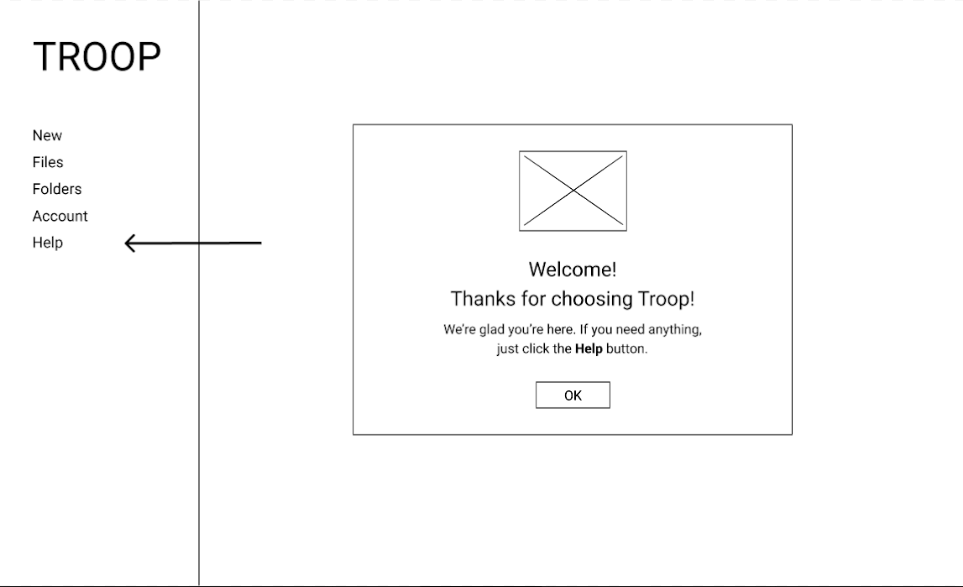 TROOP
New
Files
Folders
Account
Help
Welcome!
Thanks for choosing Troop!
We're glad you're here. If you need anything,
just click the Help button.
OK